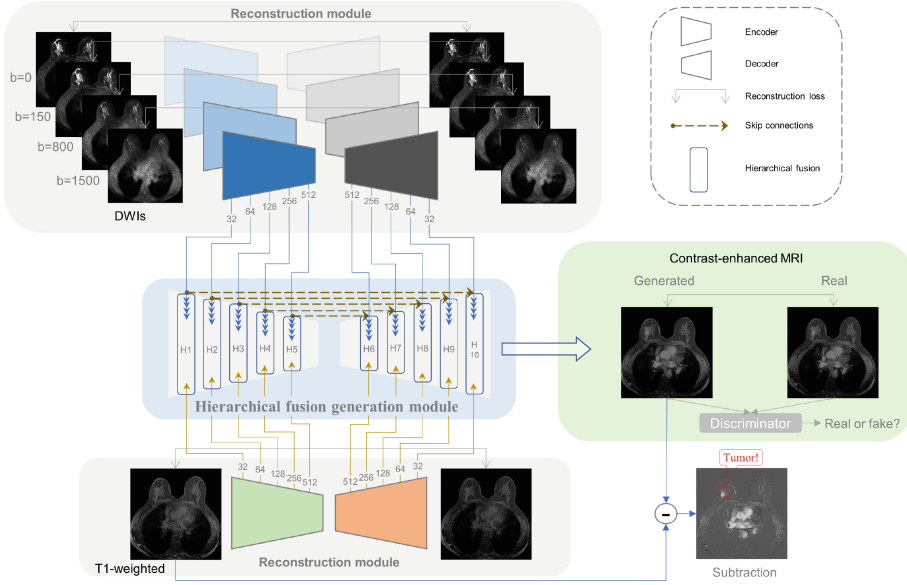 Reconstruction module
b=0
b=150
b=800
b=1500
DWIs
32
64
128
256
512
512
256
128
64
32
Encoder
Decoder
Reconstruction loss
Skip connections
Hierarchical fusion
H1
H2
H3
H4
H5
H6
H7
H8
H9
H
10
Hierarchical fusion generation module
Contrast-enhanced MRI
Generated
Real
Discriminator
Real or fake?
32
64
128
256
512
512
256
128
64
32
T1-weighted
Reconstruction module
Tumor!
−
Subtraction